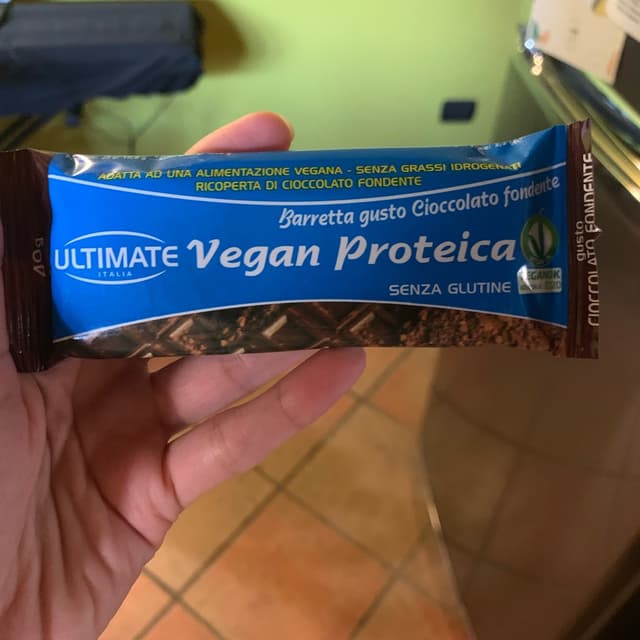 ADATTA AD UNA ALIMENTAZIONE VEGANA - SENZA GRASSI IDROGENATI
RICOPERTA DI CIOCCOLATO FONDENTE
Barretta gusto Cioccolato fondente
ULTIMATE
ITALIA
Vegan Proteica
SENZA GLUTINE
VEGANOK
40g
gusto
CIOCCOLATO FONDENTE